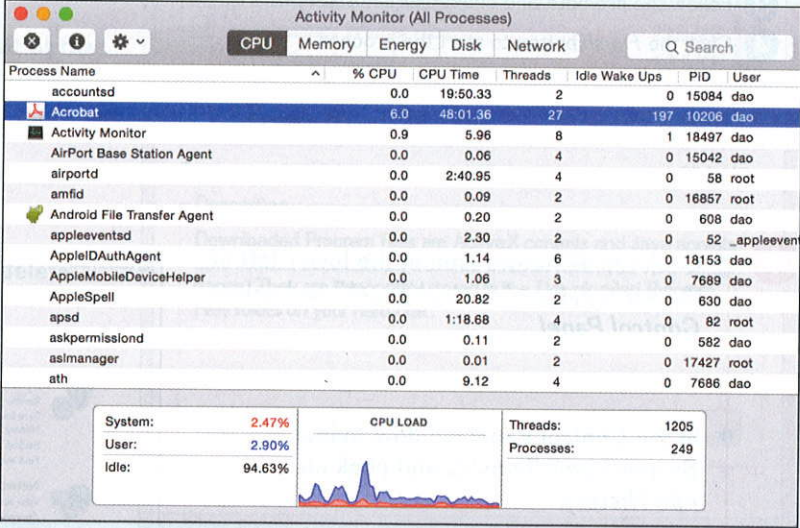 Activity Monitor (All Processes)
CPU Memory Energy Disk Network Search
Process Name % CPU CPU Time Threads Idle Wake Ups PID User
accountsd 0.0 19:50.33 2 0 15084 dao
Acrobat 6.0 48:01.36 27 197 10206 dao
Activity Monitor 0.9 5.96 8 1 18497 dao
AirPort Base Station Agent 0.0 0.06 4 0 15042 dao
airportd 0.0 2:40.95 4 0 58 root
amfid 0.0 0.09 2 0 16857 root
Android File Transfer Agent 0.0 0.20 2 0 608 dao
appleeventsd 0.0 2.30 2 0 52 _appleevent
AppleIDAuthAgent 0.0 1.14 6 0 18153 dao
AppleMobileDeviceHelper 0.0 1.06 3 0 7889 dao
AppleSpell 0.0 20.82 2 0 630 dao
apsd 0.0 1:18.68 4 0 82 root
askpermissiond 0.0 0.11 2 0 582 dao
aslmanager 0.0 0.01 2 0 17427 root
ath 0.0 9.12 4 0 7686 dao
System: 2.47% CPU LOAD Threads: 1205
User: 2.90% Processes: 249
Idle: 94.63%